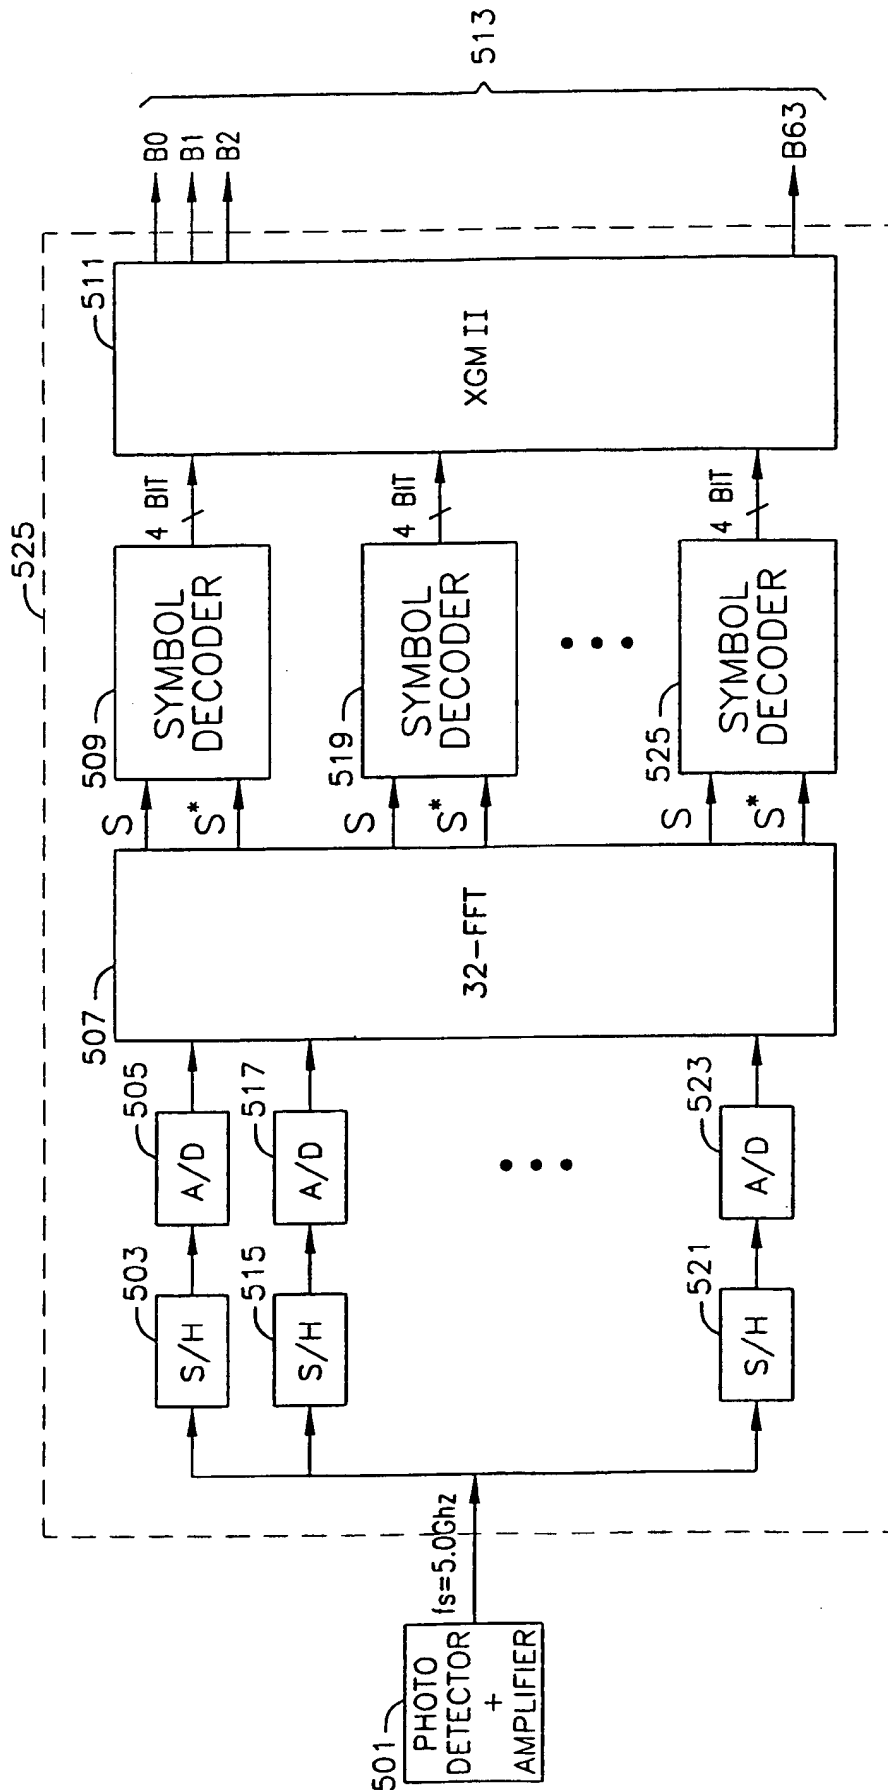 525
501
PHOTO
DETECTOR
+
AMPLIFIER
fs=5.0Ghz
503
S/H
505
A/D
515
S/H
517
A/D
521
S/H
523
A/D
507
32-FFT
S
S*
S
S*
S
S*
509
SYMBOL
DECODER
519
SYMBOL
DECODER
525
SYMBOL
DECODER
4 BIT
4 BIT
4 BIT
511
XGMII
B0
B1
B2
B63
513